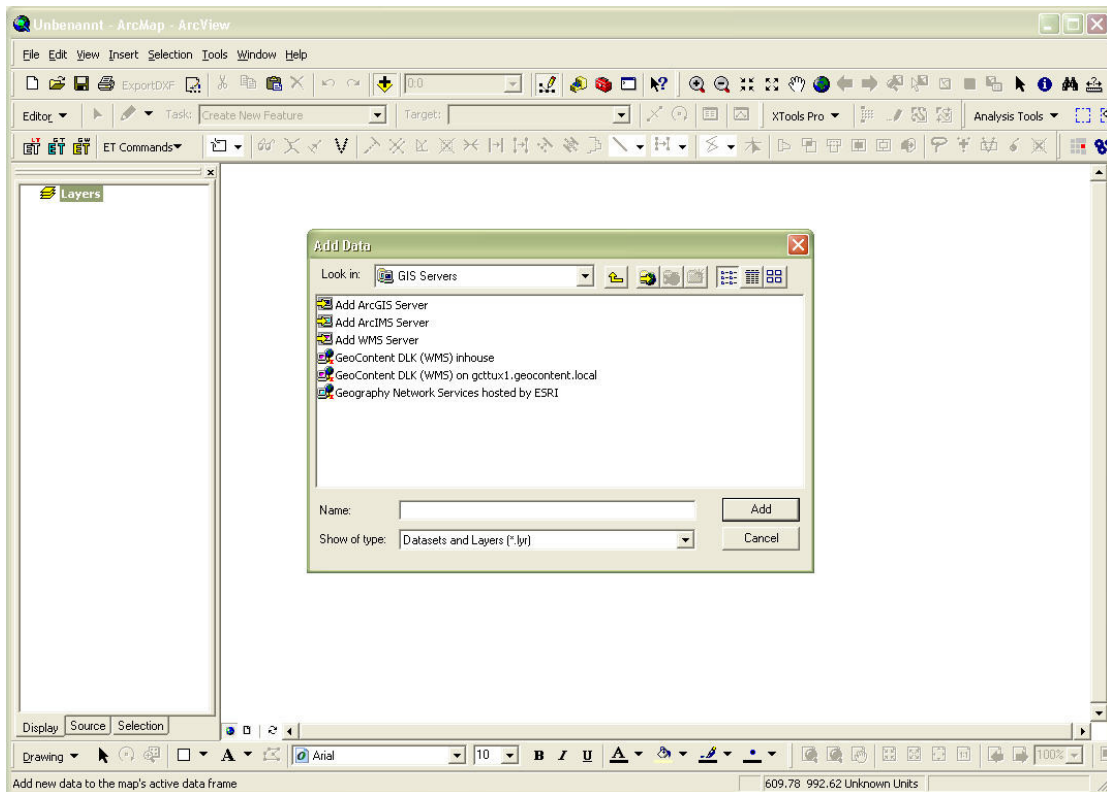 Unbenannt - ArcMap - ArcView
File Edit View Insert Selection Tools Window Help
ExportDXF 0:0
Editor Task: Create New Feature Target: XTools Pro Analysis Tools
ET Commands
Layers
Add Data
Look in: GIS Servers
Add ArcGIS Server
Add ArcIMS Server
Add WMS Server
GeoContent DLK (WMS) inhouse
GeoContent DLK (WMS) on gcttux1.geocontent.local
Geography Network Services hosted by ESRI
Name: Add
Show of type: Datasets and Layers (*.lyr) Cancel
Display Source Selection
Drawing A Arial 10 B I U A 100%
Add new data to the map's active data frame 609.78 992.62 Unknown Units